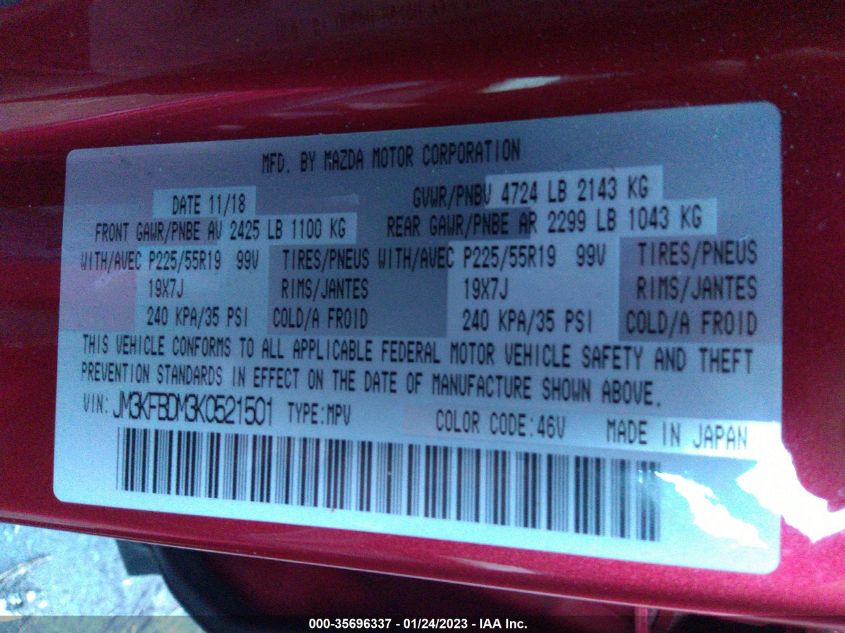 MFD. BY MAZDA MOTOR CORPORATION
DATE 11/18 GVWR/PNBV 4724 LB 2143 KG
FRONT GAWR/PNBE AV 2425 LB 1100 KG REAR GAWR/PNBE AR 2299 LB 1043 KG
WITH/AVEC P225/55R19 99V TIRES/PNEUS WITH/AVEC P225/55R19 99V TIRES/PNEUS
19X7J RIMS/JANTES 19X7J RIMS/JANTES
240 KPA/35 PSI COLD/A FROID 240 KPA/35 PSI COLD/A FROID
THIS VEHICLE CONFORMS TO ALL APPLICABLE FEDERAL MOTOR VEHICLE SAFETY AND THEFT
PREVENTION STANDARDS IN EFFECT ON THE DATE OF MANUFACTURE SHOWN ABOVE.
VIN: JM3KFBDM3K0521501 TYPE:MPV COLOR CODE:46V MADE IN JAPAN
000-35696337 - 01/24/2023 - IAA Inc.